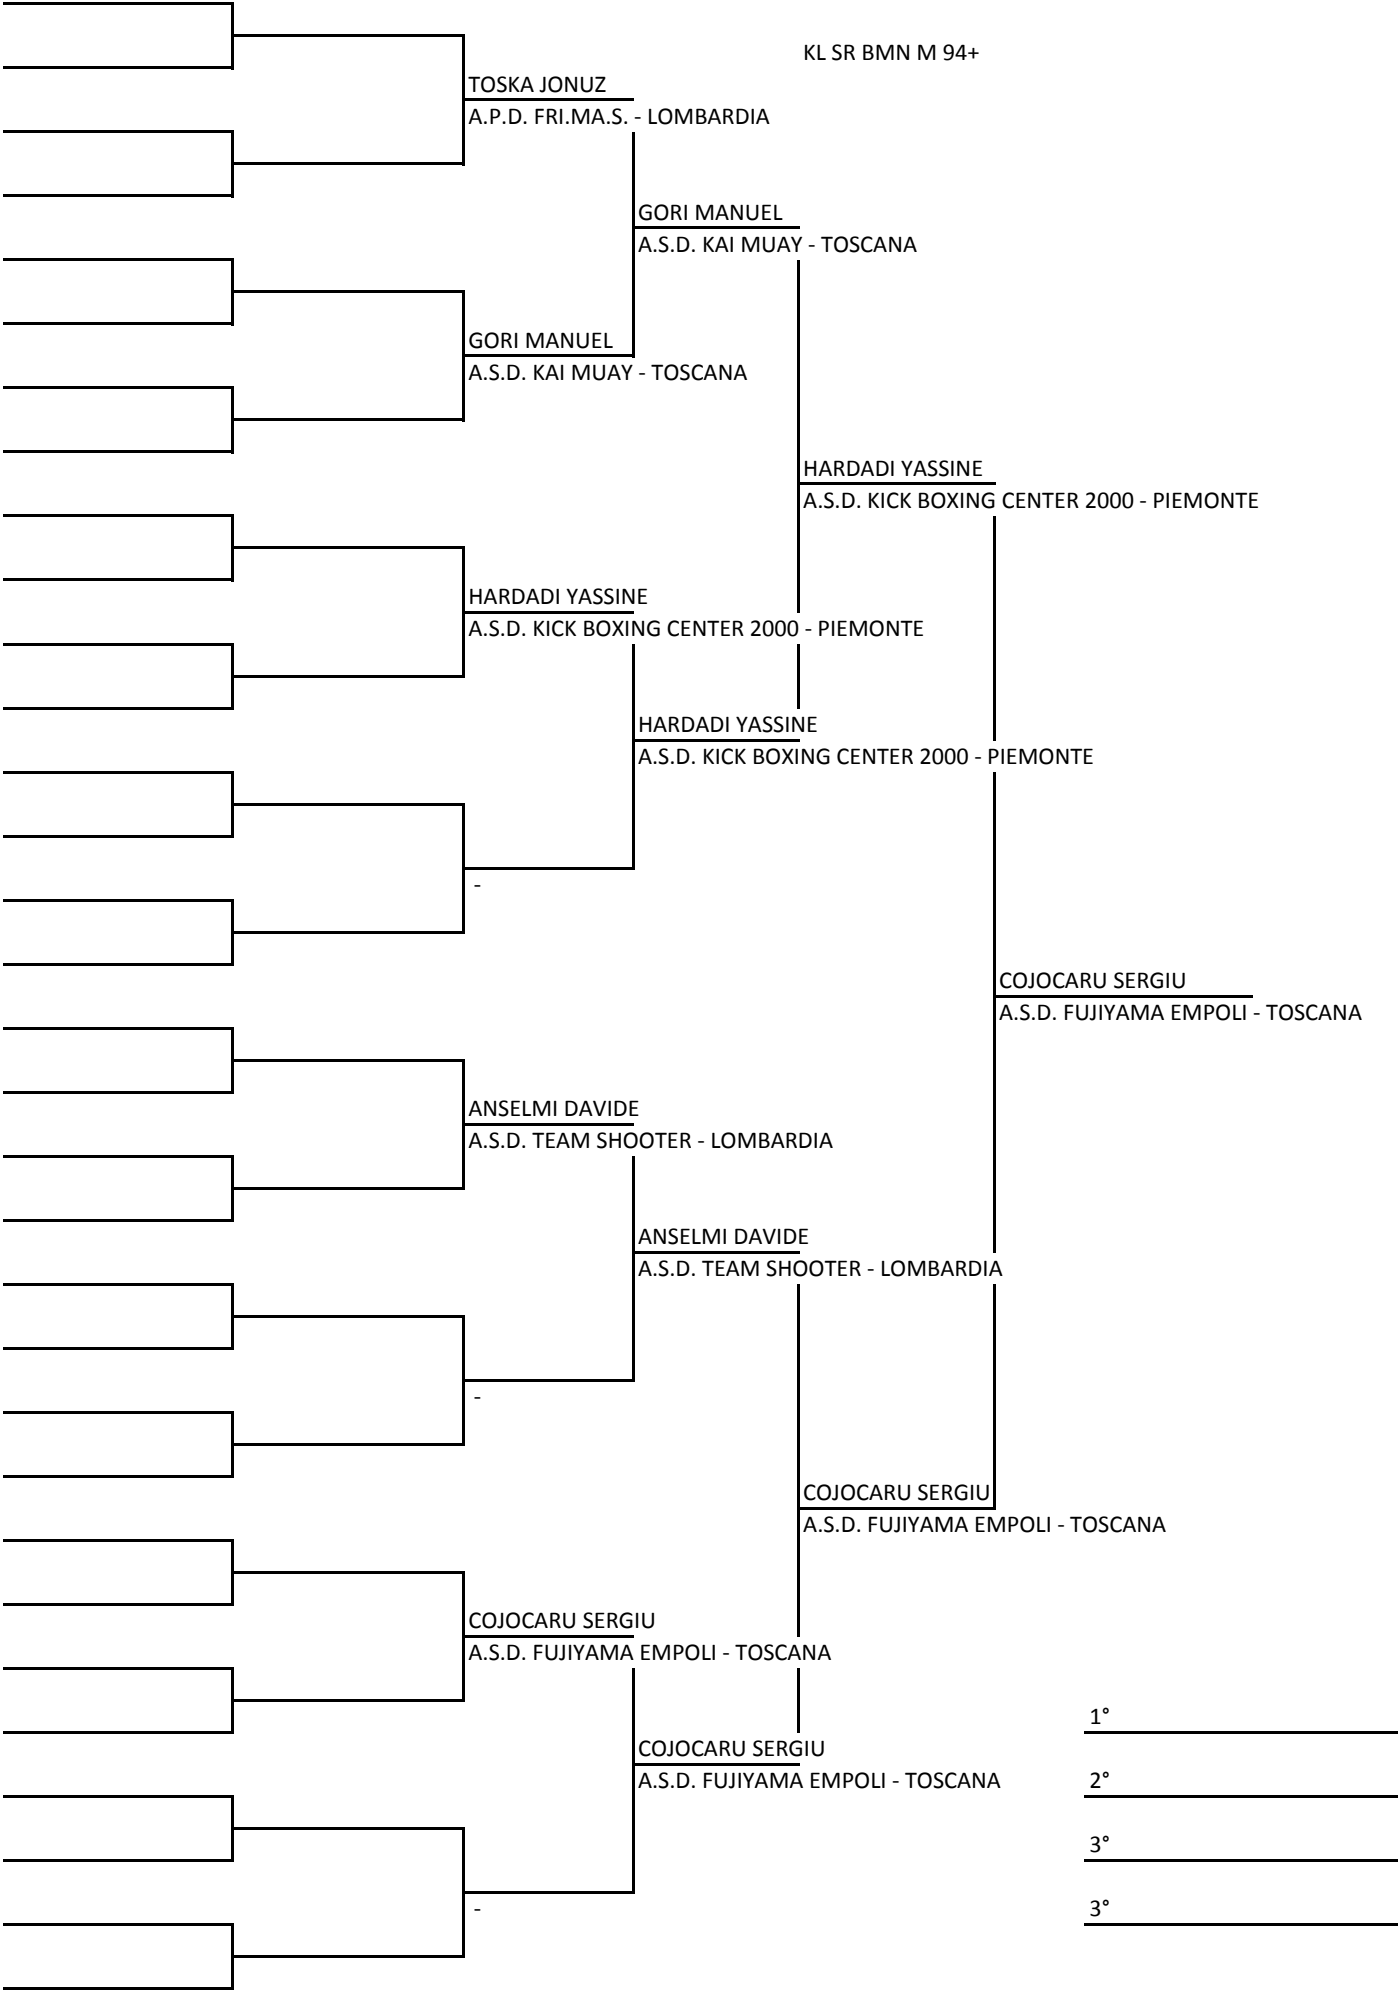 KL SR BMN M 94+
TOSKA JONUZ
A.P.D. FRI.MA.S. - LOMBARDIA
GORI MANUEL
A.S.D. KAI MUAY - TOSCANA
GORI MANUEL
A.S.D. KAI MUAY - TOSCANA
HARDADI YASSINE
A.S.D. KICK BOXING CENTER 2000 - PIEMONTE
HARDADI YASSINE
A.S.D. KICK BOXING CENTER 2000 - PIEMONTE
HARDADI YASSINE
A.S.D. KICK BOXING CENTER 2000 - PIEMONTE
-
COJOCARU SERGIU
A.S.D. FUJIYAMA EMPOLI - TOSCANA
ANSELMI DAVIDE
A.S.D. TEAM SHOOTER - LOMBARDIA
ANSELMI DAVIDE
A.S.D. TEAM SHOOTER - LOMBARDIA
-
COJOCARU SERGIU
A.S.D. FUJIYAMA EMPOLI - TOSCANA
COJOCARU SERGIU
A.S.D. FUJIYAMA EMPOLI - TOSCANA
1°
COJOCARU SERGIU
A.S.D. FUJIYAMA EMPOLI - TOSCANA
2°
3°
-
3°